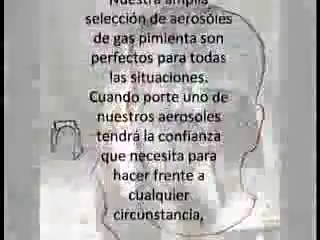 Nuestra amplia
selección de aerosoles
de gas pimienta son
perfectos para todas
las situaciones.
Cuando porte uno de
nuestros aerosoles
tendrá la confianza
que necesita para
hacer frente a
cualquier
circunstancia,